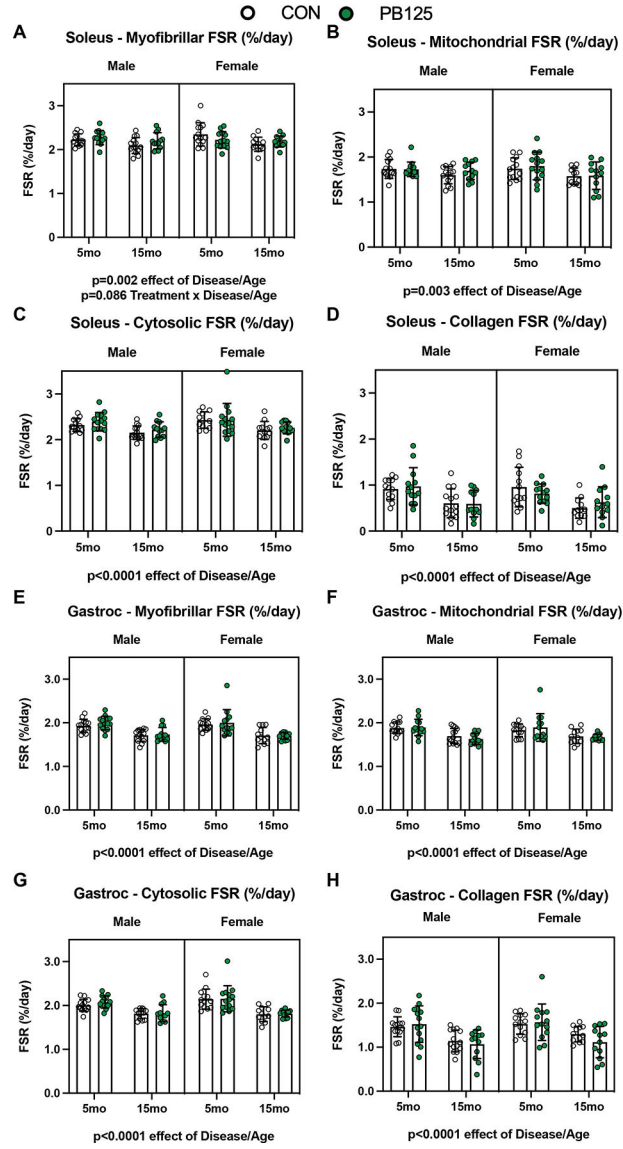 CON PB125
A
Soleus - Myofibrillar FSR (%/day)
Male Female
FSR (%/day)
3
2
1
0
5mo 15mo 5mo 15mo
p=0.002 effect of Disease/Age
p=0.086 Treatment x Disease/Age
B
Soleus - Mitochondrial FSR (%/day)
Male Female
FSR (%/day)
3
2
1
0
5mo 15mo 5mo 15mo
p=0.003 effect of Disease/Age
C
Soleus - Cytosolic FSR (%/day)
Male Female
FSR (%/day)
3
2
1
0
5mo 15mo 5mo 15mo
p<0.0001 effect of Disease/Age
D
Soleus - Collagen FSR (%/day)
Male Female
FSR (%/day)
3
2
1
0
5mo 15mo 5mo 15mo
p<0.0001 effect of Disease/Age
E
Gastroc - Myofibrillar FSR (%/day)
Male Female
FSR (%/day)
3.0
2.0
1.0
0.0
5mo 15mo 5mo 15mo
p<0.0001 effect of Disease/Age
F
Gastroc - Mitochondrial FSR (%/day)
Male Female
FSR (%/day)
3.0
2.0
1.0
0.0
5mo 15mo 5mo 15mo
p<0.0001 effect of Disease/Age
G
Gastroc - Cytosolic FSR (%/day)
Male Female
FSR (%/day)
3.0
2.0
1.0
0.0
5mo 15mo 5mo 15mo
p<0.0001 effect of Disease/Age
H
Gastroc - Collagen FSR (%/day)
Male Female
FSR (%/day)
3.0
2.0
1.0
0.0
5mo 15mo 5mo 15mo
p<0.0001 effect of Disease/Age